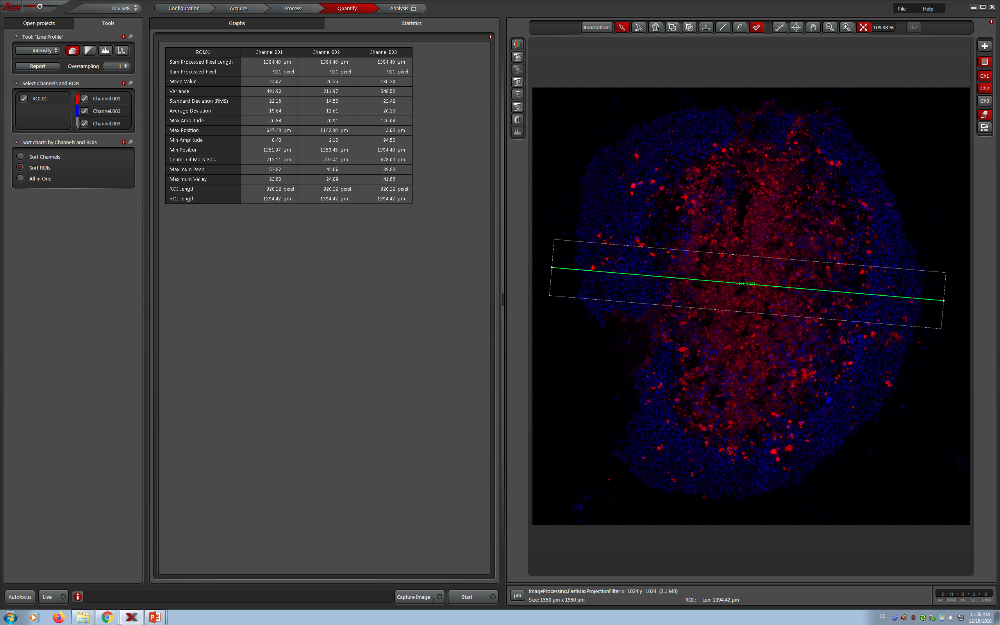 Leica
TCS SP8
Configuration
Acquire
Process
Quantify
Analysis
File
Help
Open projects
Tools
Tool: "Line Profile"
Intensity
Report
Oversampling
1
Select Channels and ROIs
ROI.01
Channel.001
Channel.002
Channel.003
Sort charts by Channels and ROIs
Sort Channels
Sort ROIs
All in One
Graphs
Statistics
ROI.01 Channel.001 Channel.002 Channel.003
Sum Processed Pixel Length 1394.40 µm 1394.40 µm 1394.40 µm
Sum Processed Pixel 921 pixel 921 pixel 921 pixel
Mean Value 24.02 26.25 136.20
Variance 491.90 211.97 548.58
Standard Deviation (RMS) 22.18 14.56 23.42
Average Deviation 19.64 11.61 20.23
Max Amplitude 76.84 70.91 176.04
Max Position 627.48 µm 1142.80 µm 3.03 µm
Min Amplitude 0.40 2.16 94.53
Min Position 1351.97 µm 1350.45 µm 1394.40 µm
Center Of Mass Pos. 712.11 µm 707.41 µm 628.09 µm
Maximum Peak 52.82 44.66 39.83
Maximum Valley 23.62 24.09 41.68
ROI Length 920.32 pixel 920.32 pixel 920.32 pixel
ROI Length 1394.42 µm 1394.42 µm 1394.42 µm
Annotations
ALL
109.38 %
Live
M
Ch1
Ch2
Ch3
MAX
ROI.01
Autofocus
Live
Capture Image
Start
µm
ImageProcessing.FastMaxProjectionFilter x=1024 y=1024 (3.1 MB)
Size: 1550 µm x 1550 µm
ROI : Len: 1394.42 µm
0: 0: 0: 0: 0
DAYS HOURS MIN. SEC. 1/1000
CS
11:36 AM
12/16/2020